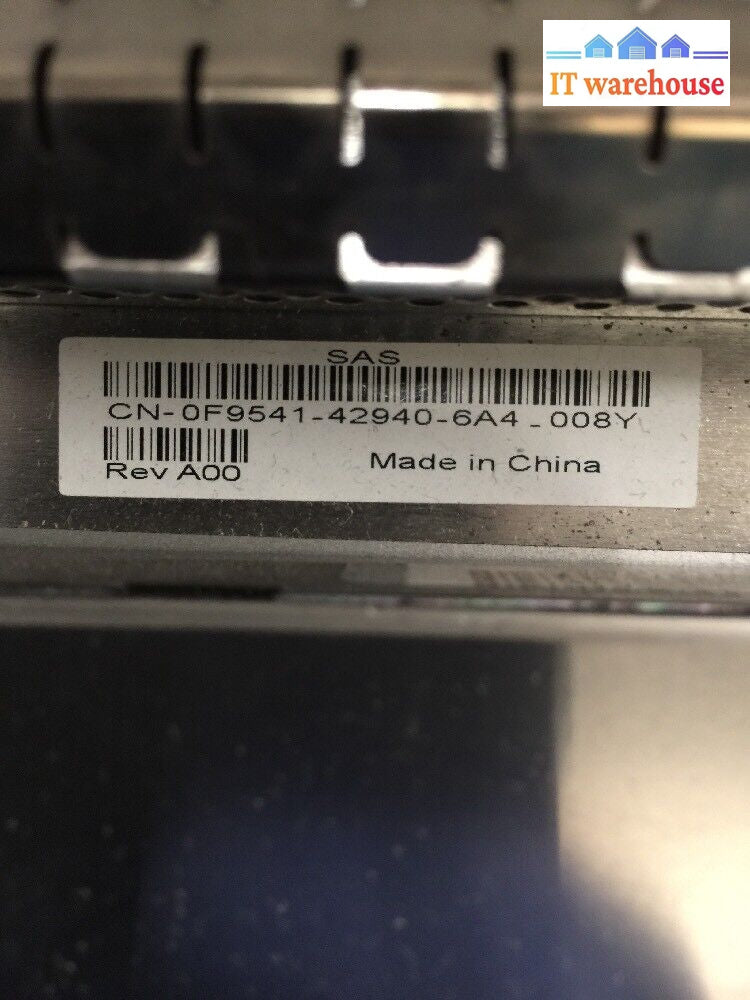 IT warehouse
SAS
CN-0F9541-42940-6A4-008Y
Rev A00
Made in China